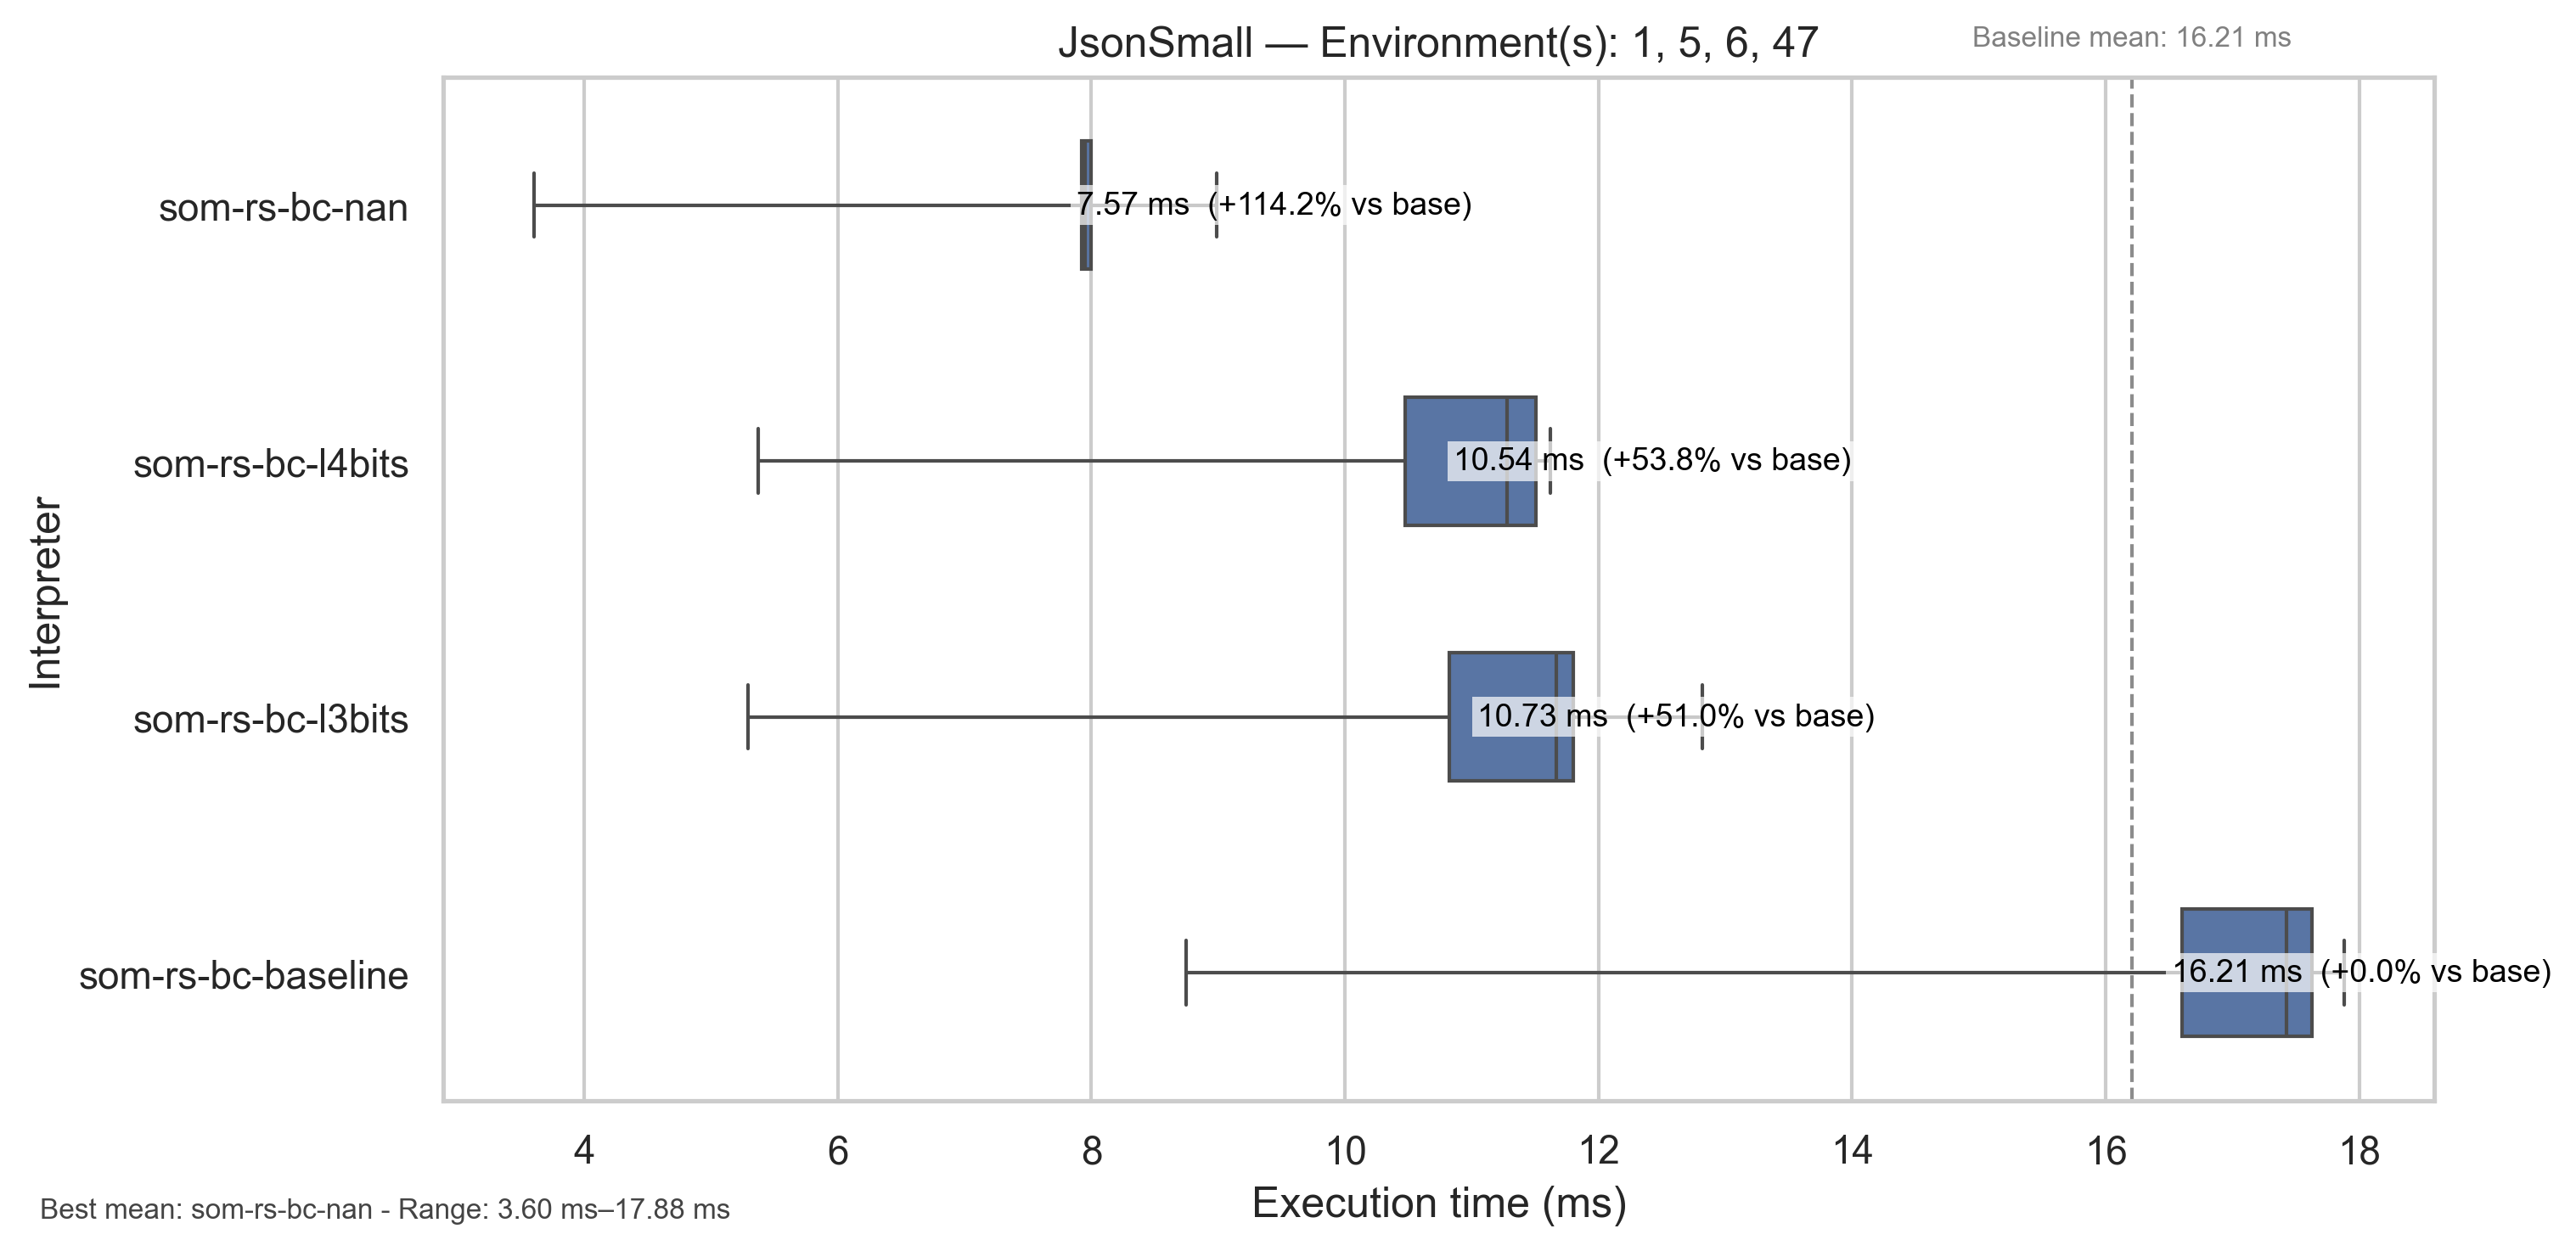 JsonSmall — Environment(s): 1, 5, 6, 47
Baseline mean: 16.21 ms
Interpreter
som-rs-bc-nan
7.57 ms (+114.2% vs base)
som-rs-bc-l4bits
10.54 ms (+53.8% vs base)
som-rs-bc-l3bits
10.73 ms (+51.0% vs base)
som-rs-bc-baseline
16.21 ms (+0.0% vs base)
4 6 8 10 12 14 16 18
Execution time (ms)
Best mean: som-rs-bc-nan - Range: 3.60 ms–17.88 ms